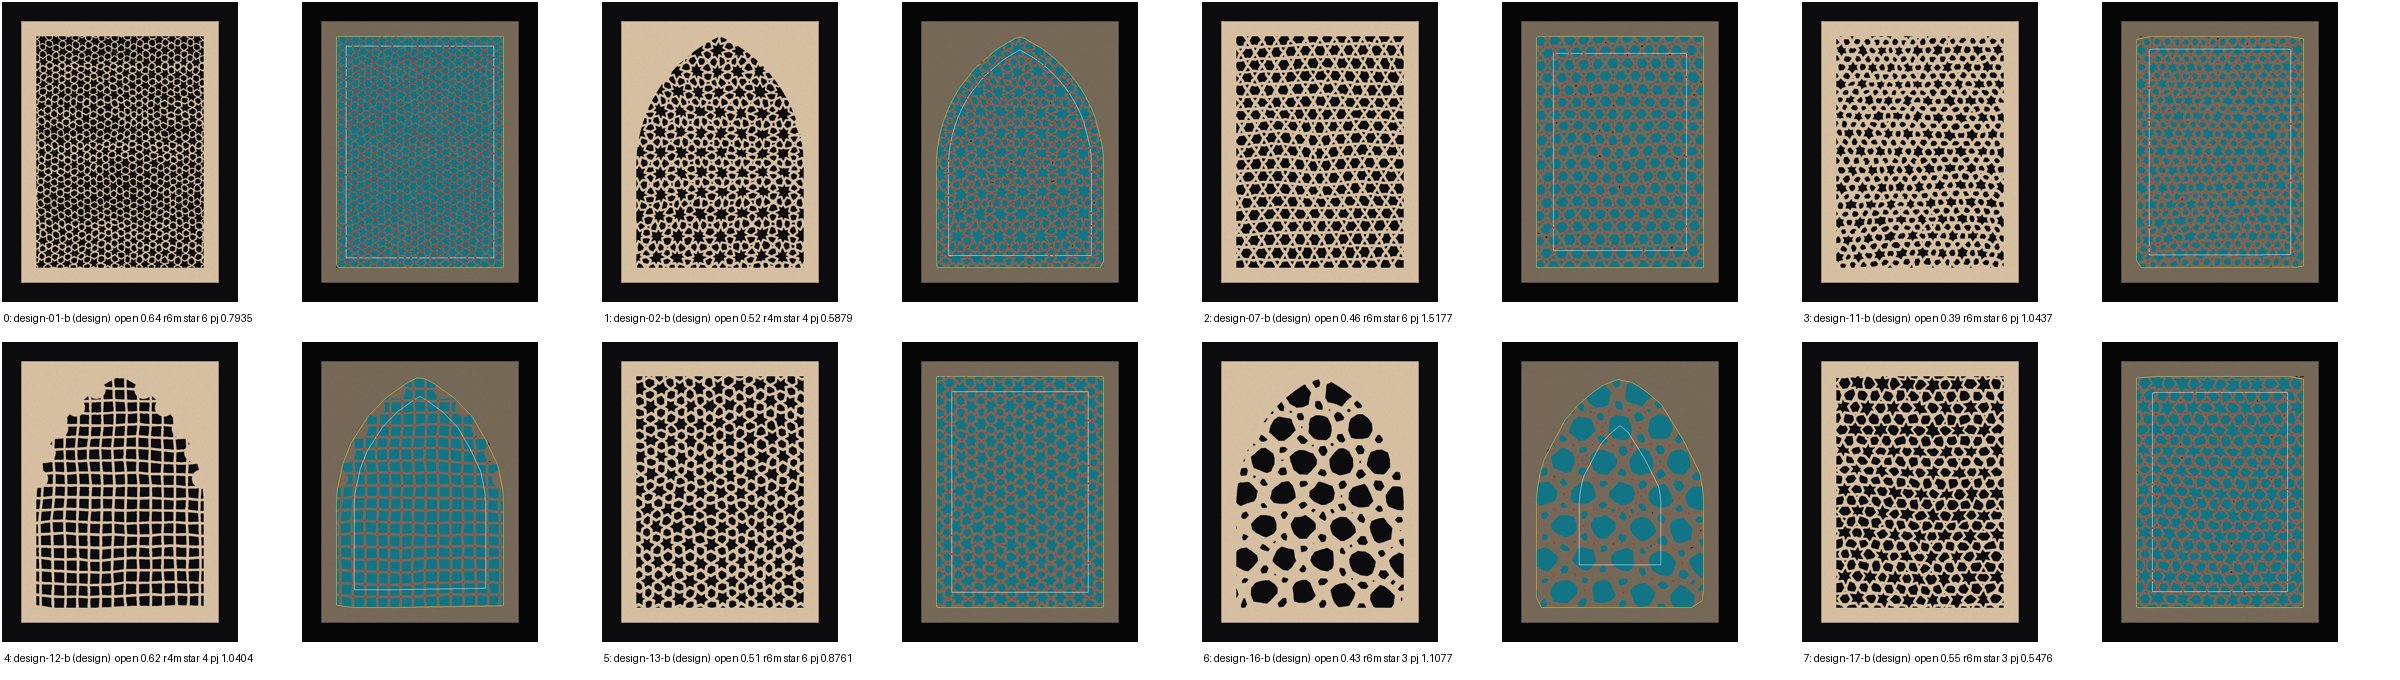 0: design-01-b (design) open 0.64 r6m star 6 pj 0.7935
1: design-02-b (design) open 0.52 r4m star 4 pj 0.5879
2: design-07-b (design) open 0.46 r6m star 6 pj 1.5177
3: design-11-b (design) open 0.39 r6m star 6 pj 1.0437
4: design-12-b (design) open 0.62 r4m star 4 pj 1.0404
5: design-13-b (design) open 0.51 r6m star 6 pj 0.8761
6: design-16-b (design) open 0.43 r6m star 3 pj 1.1077
7: design-17-b (design) open 0.55 r6m star 3 pj 0.5476